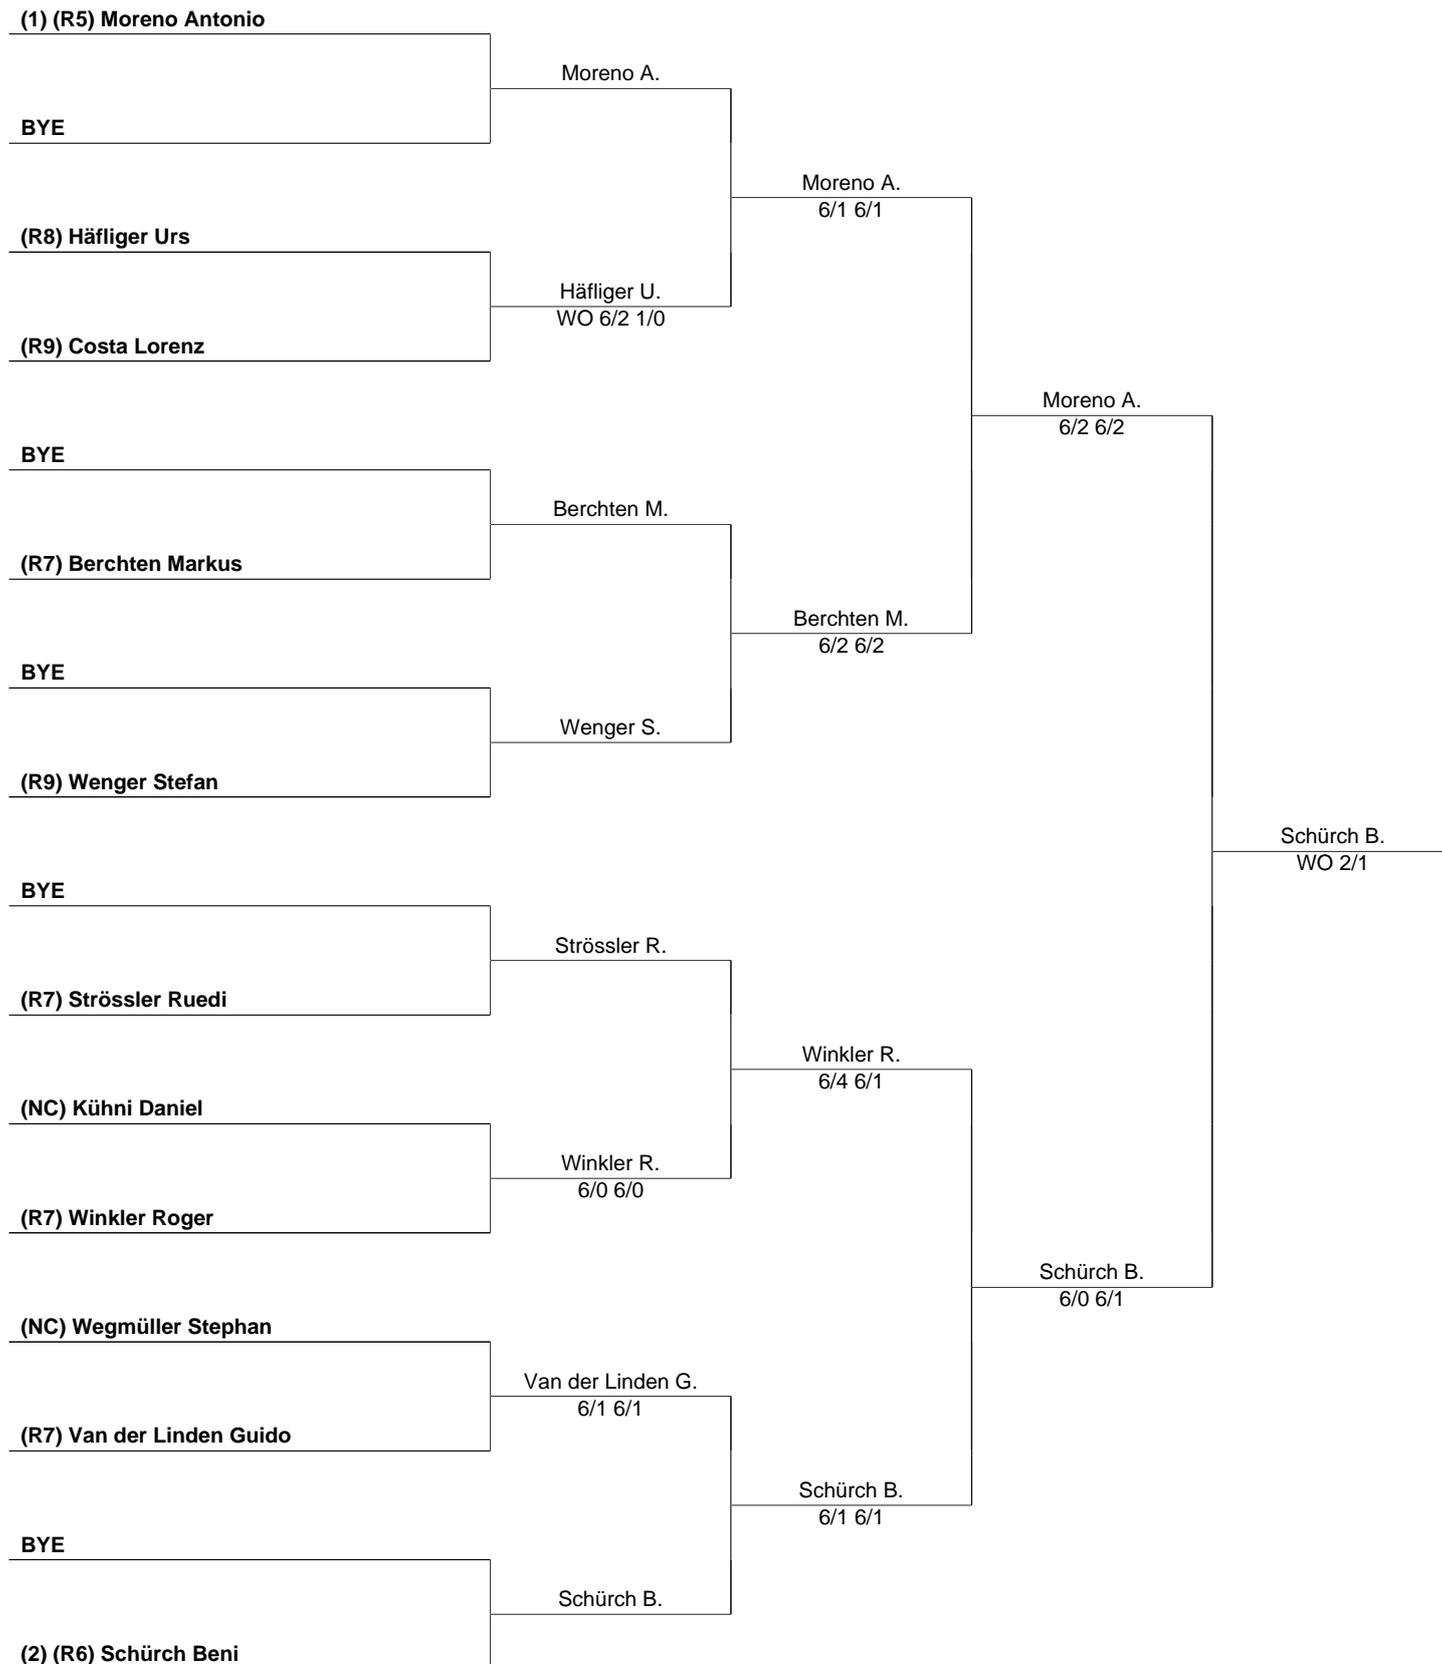 (1) (R5) Moreno Antonio
Moreno A.
BYE
Moreno A.
6/1 6/1
(R8) Häfliger Urs
Häfliger U.
WO 6/2 1/0
(R9) Costa Lorenz
Moreno A.
6/2 6/2
BYE
Berchten M.
(R7) Berchten Markus
Berchten M.
6/2 6/2
BYE
Wenger S.
(R9) Wenger Stefan
Schürch B.
WO 2/1
BYE
Strössler R.
(R7) Strössler Ruedi
Winkler R.
6/4 6/1
(NC) Kühni Daniel
Winkler R.
6/0 6/0
(R7) Winkler Roger
Schürch B.
6/0 6/1
(NC) Wegmüller Stephan
Van der Linden G.
6/1 6/1
(R7) Van der Linden Guido
Schürch B.
6/1 6/1
BYE
Schürch B.
(2) (R6) Schürch Beni